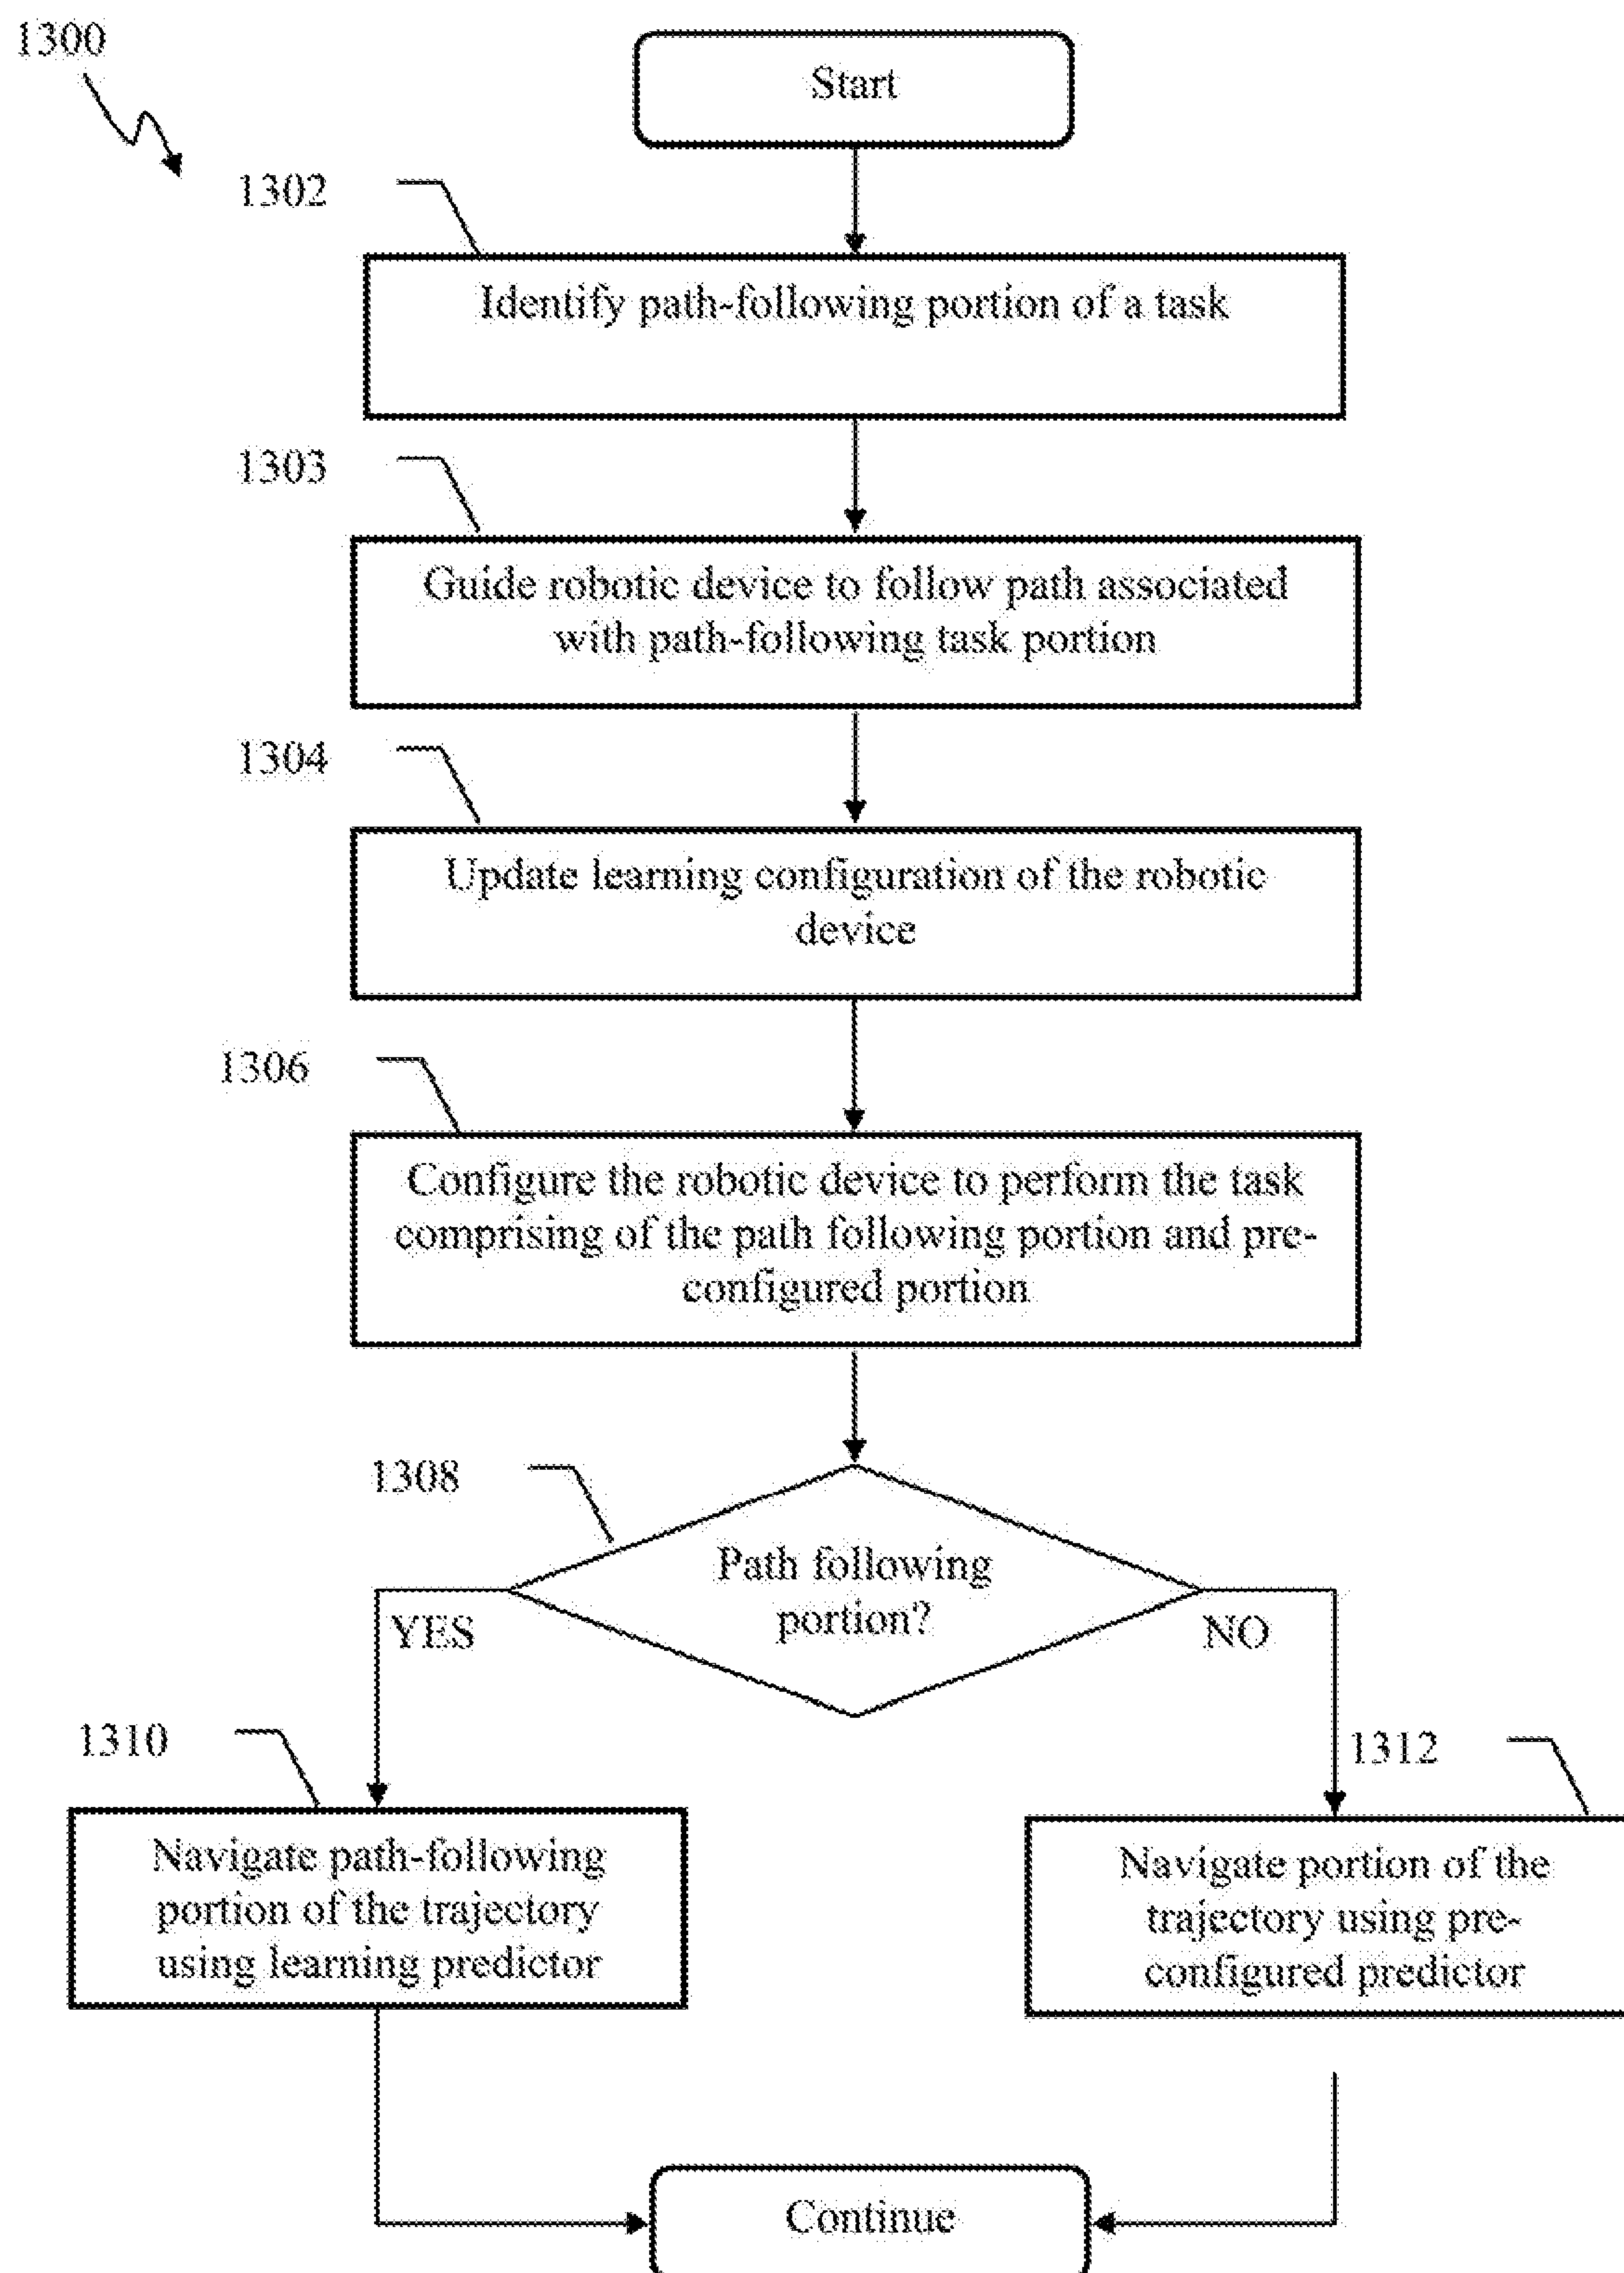 1300
Start
1302
Identify path-following portion of a task
1303
Guide robotic device to follow path associated
with path-following task portion
1304
Update learning configuration of the robotic
device
1306
Configure the robotic device to perform the task
comprising of the path following portion and pre-
configured portion
1308
Path following
portion?
YES
NO
1310
1312
Navigate path-following
portion of the trajectory
using learning predictor
Navigate portion of the
trajectory using pre-
configured predictor
Continue